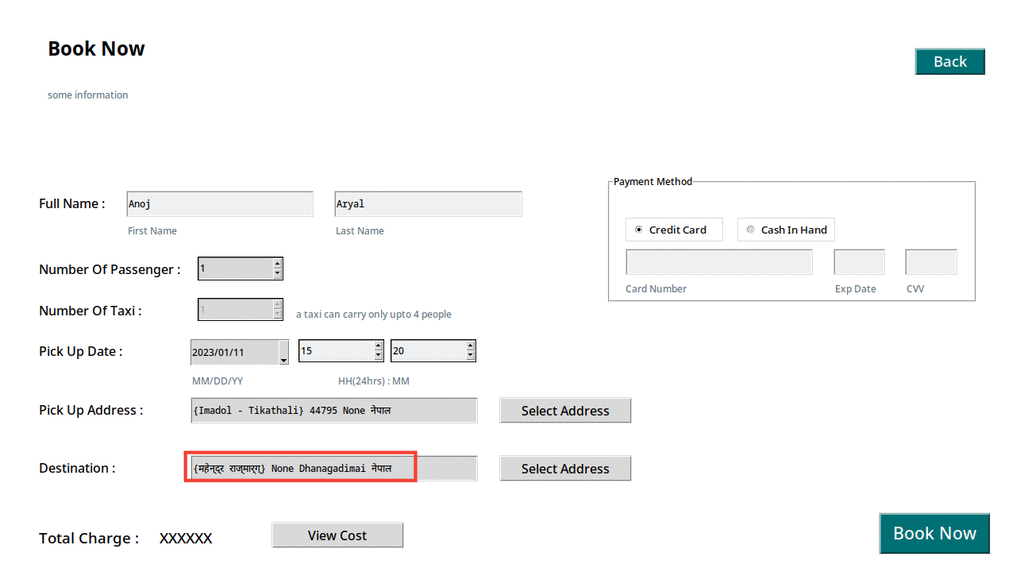 Book Now
Back
some information
Full Name : Anoj Aryal
First Name Last Name
Payment Method
Credit Card Cash In Hand
Card Number Exp Date CVV
Number Of Passenger : 1
Number Of Taxi : 1 a taxi can carry only upto 4 people
Pick Up Date : 2023/01/11 15 20
MM/DD/YY HH(24hrs) : MM
Pick Up Address : {Imadol - Tikathali} 44795 None नेपाल Select Address
Destination : {महेन्द्र राज्मार्ग्} None Dhanagadimai नेपाल Select Address
Total Charge : XXXXXX View Cost
Book Now